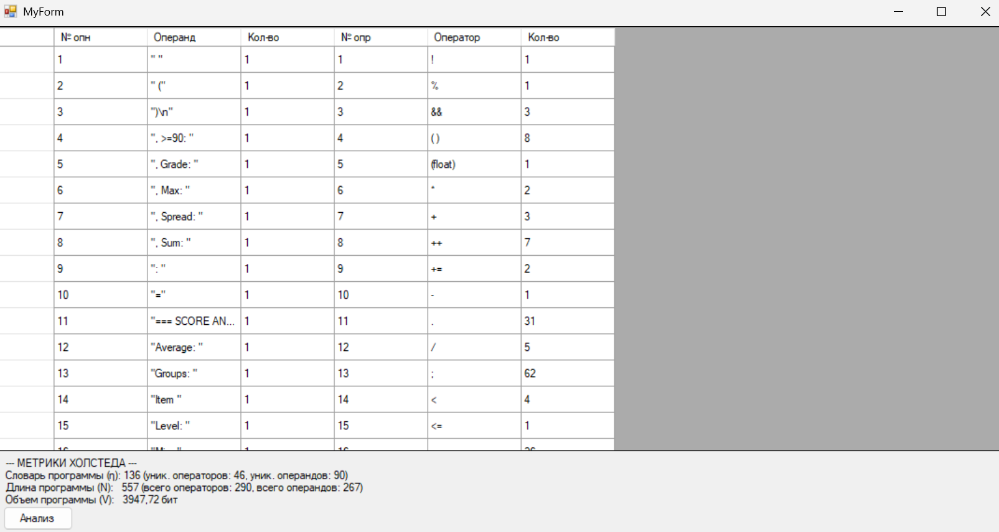 MyForm
№ опн Операнд Кол-во № опр Оператор Кол-во
1 " " 1 1 ! 1
2 " (" 1 2 % 1
3 ")\n" 1 3 && 3
4 ", >=90: " 1 4 ( ) 8
5 ", Grade: " 1 5 (float) 1
6 ", Max: " 1 6 * 2
7 ", Spread: " 1 7 + 3
8 ", Sum: " 1 8 ++ 7
9 ": " 1 9 += 2
10 "=" 1 10 - 1
11 "=== SCORE AN... 1 11 . 31
12 "Average: " 1 12 / 5
13 "Groups: " 1 13 ; 62
14 "Item " 1 14 < 4
15 "Level: " 1 15 <= 1
--- МЕТРИКИ ХОЛСТЕДА ---
Словарь программы (η): 136 (уник. операторов: 46, уник. операндов: 90)
Длина программы (N): 557 (всего операторов: 290, всего операндов: 267)
Объем программы (V): 3947,72 бит
Анализ